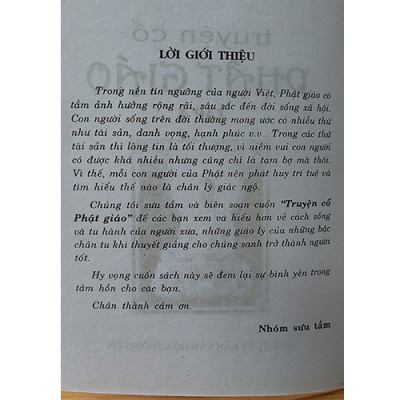 LỜI GIỚI THIỆU
Trong nền tín ngưỡng của người Việt, Phật giáo có
tầm ảnh hưởng rộng rãi, sâu sắc đến đời sống xã hội.
Con người sống trên đời thường mong ước có nhiều thứ
như tài sản, danh vọng, hạnh phúc v.v... Trong các thứ
tài sản thì lòng tin là tối thượng, vì niềm vui con người
có được khá nhiều nhưng cũng chỉ là tạm bợ mà thôi.
Vì thế, mỗi con người của Phật nên phát huy trí tuệ và
tìm hiểu thế nào là chân lý giác ngộ.
Chúng tôi sưu tầm và biên soạn cuốn “Truyện cổ
Phật giáo” để các bạn xem và hiểu hơn về cách sống
và tu hành của người xưa, những giáo lý của những bậc
chân tu khi thuyết giảng cho chúng sanh trở thành người
tốt.
Hy vọng cuốn sách này sẽ đem lại sự bình yên trong
tâm hồn cho các bạn.
Chân thành cám ơn.
Nhóm sưu tầm